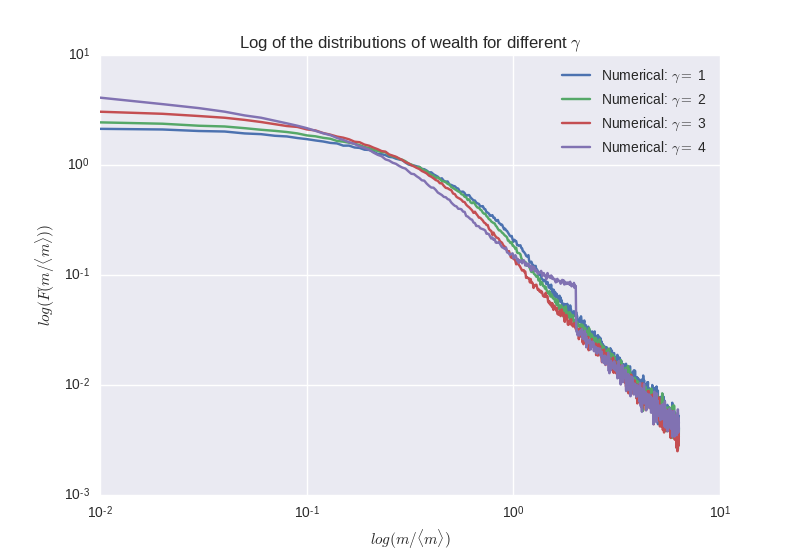 Log of the distributions of wealth for different γ
10^1
10^0
10^-1
10^-2
10^-3
Numerical: γ= 1
Numerical: γ= 2
Numerical: γ= 3
Numerical: γ= 4
log(F(m/⟨m⟩))
10^-2 10^-1 10^0 10^1
log(m/⟨m⟩)